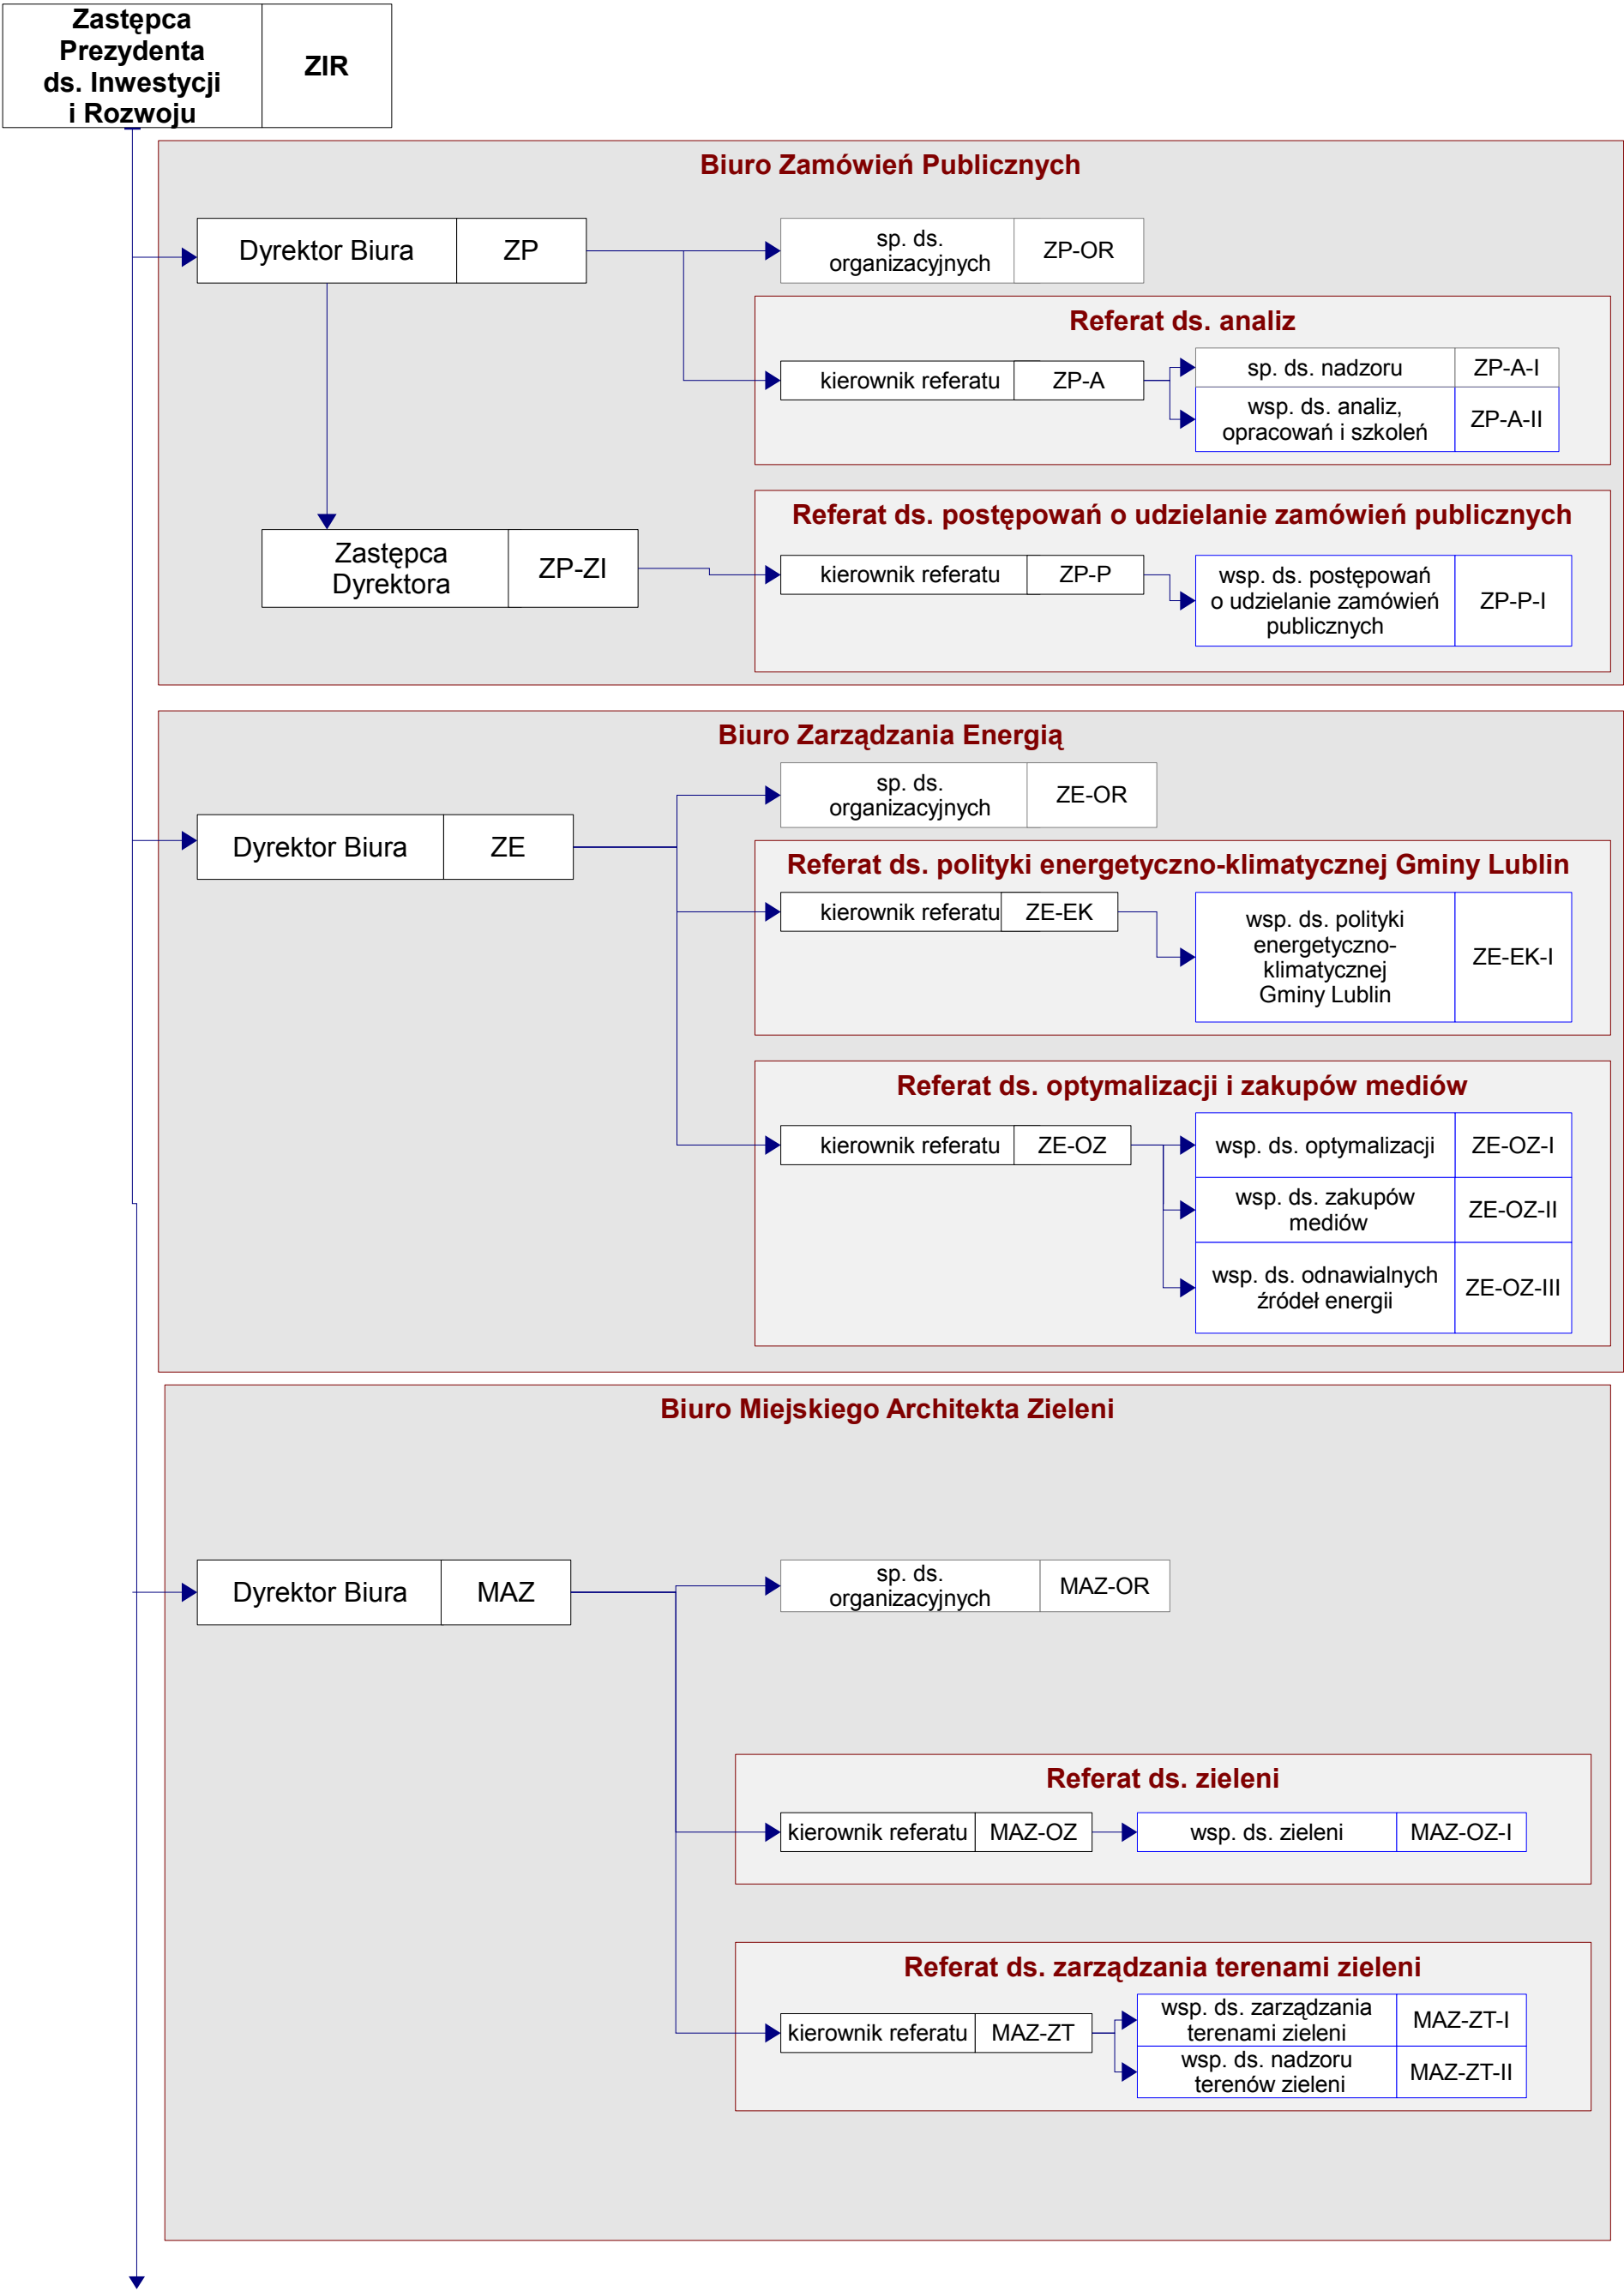 Zastępca
Prezydenta
ds. Inwestycji
i Rozwoju
ZIR
Biuro Zamówień Publicznych
Dyrektor Biura
ZP
sp. ds.
organizacyjnych
ZP-OR
Referat ds. analiz
kierownik referatu
ZP-A
sp. ds. nadzoru
ZP-A-I
wsp. ds. analiz,
opracowań i szkoleń
ZP-A-II
Zastępca
Dyrektora
ZP-ZI
Referat ds. postępowań o udzielanie zamówień publicznych
kierownik referatu
ZP-P
wsp. ds. postępowań
o udzielanie zamówień
publicznych
ZP-P-I
Biuro Zarządzania Energią
sp. ds.
organizacyjnych
ZE-OR
Dyrektor Biura
ZE
Referat ds. polityki energetyczno-klimatycznej Gminy Lublin
kierownik referatu
ZE-EK
wsp. ds. polityki
energetyczno-
klimatycznej
Gminy Lublin
ZE-EK-I
Referat ds. optymalizacji i zakupów mediów
kierownik referatu
ZE-OZ
wsp. ds. optymalizacji
ZE-OZ-I
wsp. ds. zakupów
mediów
ZE-OZ-II
wsp. ds. odnawialnych
źródeł energii
ZE-OZ-III
Biuro Miejskiego Architekta Zieleni
Dyrektor Biura
MAZ
sp. ds.
organizacyjnych
MAZ-OR
Referat ds. zieleni
kierownik referatu
MAZ-OZ
wsp. ds. zieleni
MAZ-OZ-I
Referat ds. zarządzania terenami zieleni
kierownik referatu
MAZ-ZT
wsp. ds. zarządzania
terenami zieleni
MAZ-ZT-I
wsp. ds. nadzoru
terenów zieleni
MAZ-ZT-II